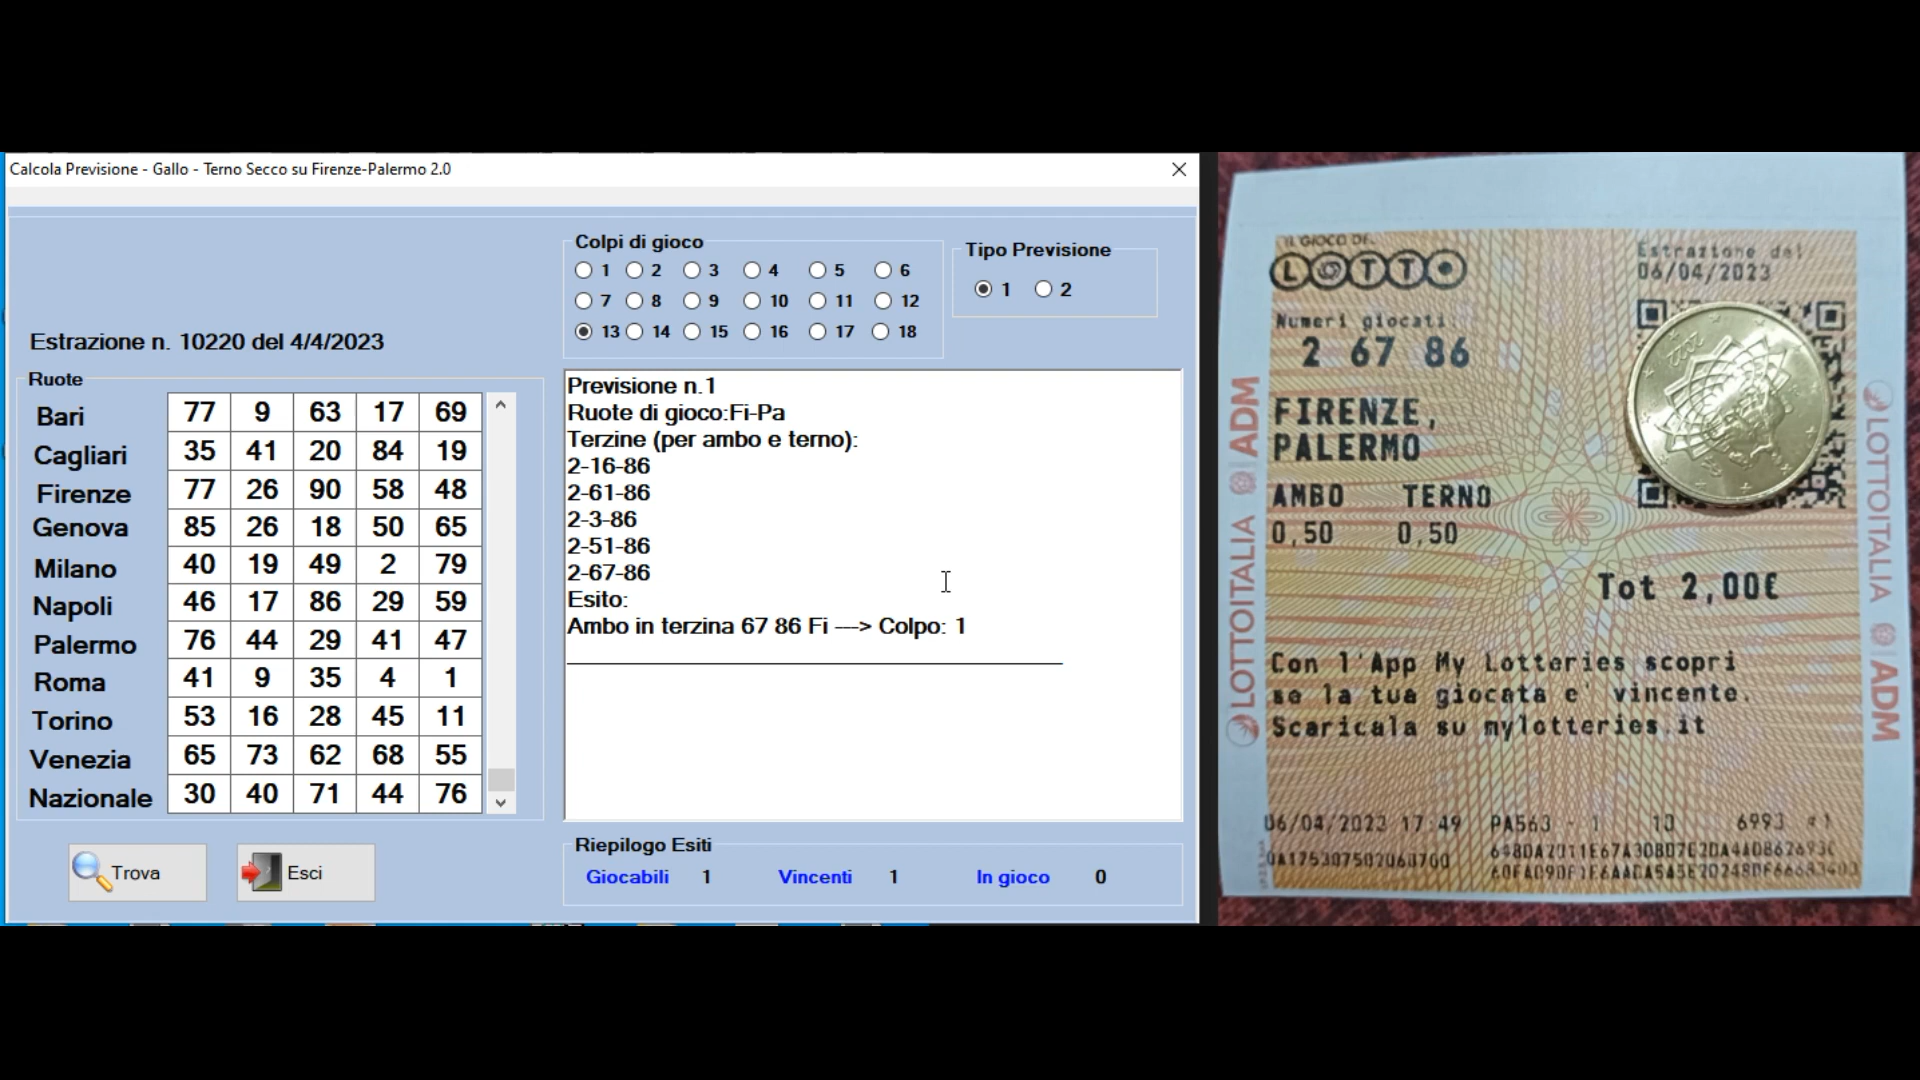 Calcola Previsione - Gallo - Terno Secco su Firenze-Palermo 2.0
Colpi di gioco
1 2 3 4 5 6
7 8 9 10 11 12
13 14 15 16 17 18
Tipo Previsione
1 2
Estrazione n. 10220 del 4/4/2023
Ruote
Bari 77 9 63 17 69
Cagliari 35 41 20 84 19
Firenze 77 26 90 58 48
Genova 85 26 18 50 65
Milano 40 19 49 2 79
Napoli 46 17 86 29 59
Palermo 76 44 29 41 47
Roma 41 9 35 4 1
Torino 53 16 28 45 11
Venezia 65 73 62 68 55
Nazionale 30 40 71 44 76
Trova
Esci
Previsione n.1
Ruote di gioco:Fi-Pa
Terzine (per ambo e terno):
2-16-86
2-61-86
2-3-86
2-51-86
2-67-86
Esito:
Ambo in terzina 67 86 Fi ---> Colpo: 1
Riepilogo Esiti
Giocabili 1 Vincenti 1 In gioco 0
IL GIOCO DEL
LOTTO
Estrazione del
06/04/2023
Numeri giocati
2 67 86
FIRENZE,
PALERMO
AMBO TERNO
0,50 0,50
Tot 2,00€
Con l'App My Lotteries scopri
se la tua giocata e' vincente.
Scaricala su mylotteries.it
06/04/2023 17:49 PA563 - 1 10 6993
LOTTOITALIA ADM
LOTTOITALIA ADM